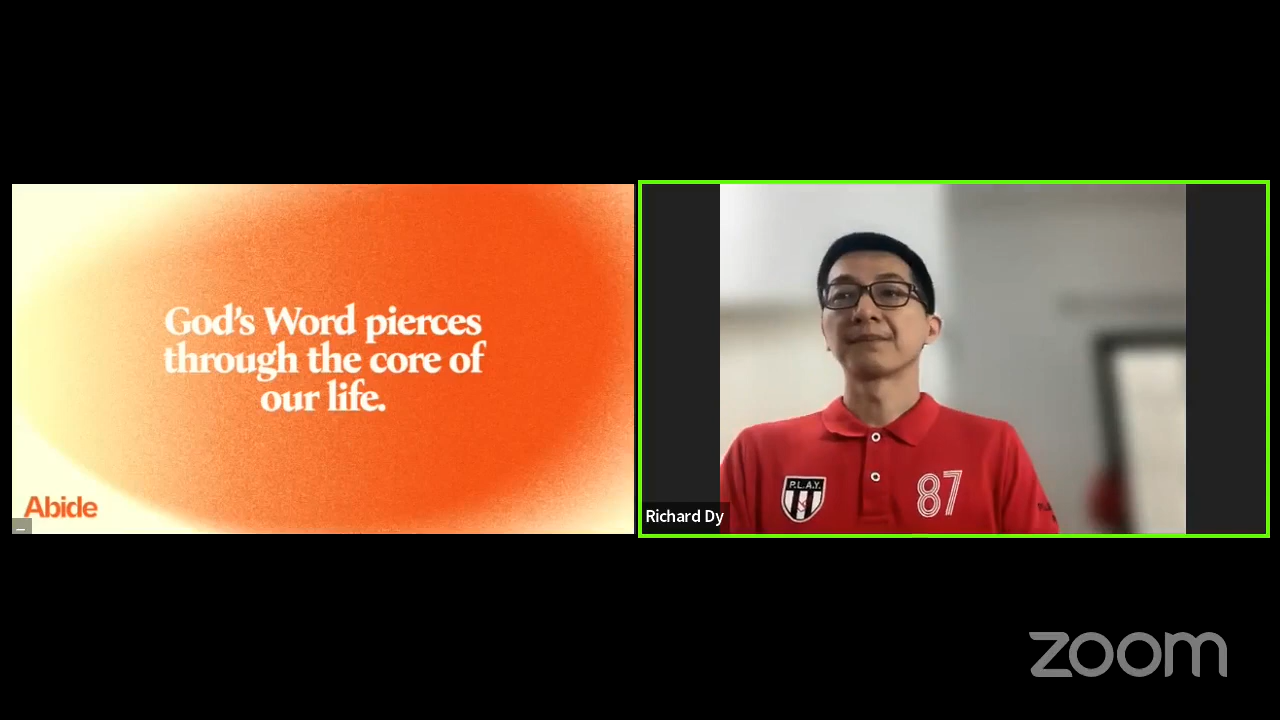 God's Word pierces
through the core of
our life.
Abide
P.L.A.Y.
87
Richard Dy
zoom